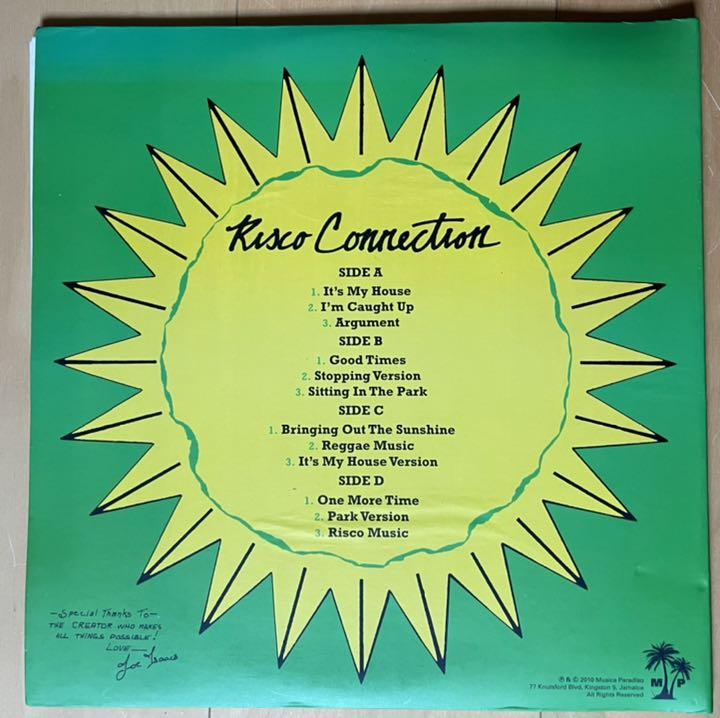 Risco Connection
SIDE A
1. It's My House
2. I'm Caught Up
3. Argument
SIDE B
1. Good Times
2. Stopping Version
3. Sitting In The Park
SIDE C
1. Bringing Out The Sunshine
2. Reggae Music
3. It's My House Version
SIDE D
1. One More Time
2. Park Version
3. Risco Music
- Special Thanks To -
THE CREATOR WHO MAKES
ALL THINGS POSSIBLE!
LOVE —
Joe Isaacs
M P
℗ & © 2010 Musica Paradiso
77 Knutsford Blvd, Kingston 5, Jamaica
All Rights Reserved